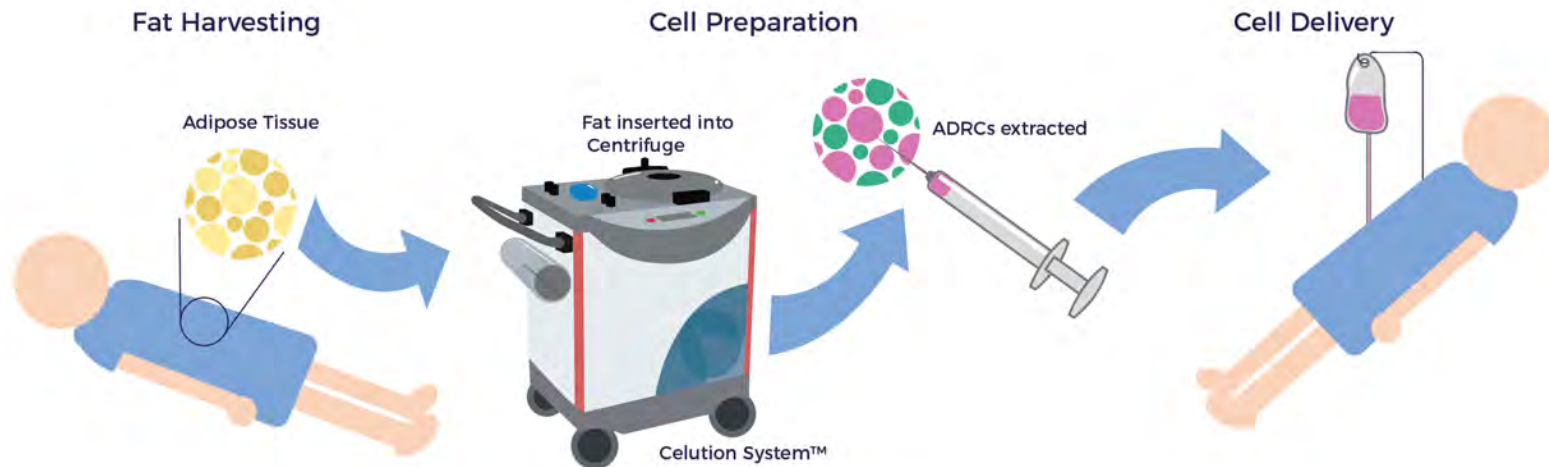 Fat Harvesting
Cell Preparation
Cell Delivery
Adipose Tissue
Fat inserted into
Centrifuge
ADRCs extracted
Celution System™